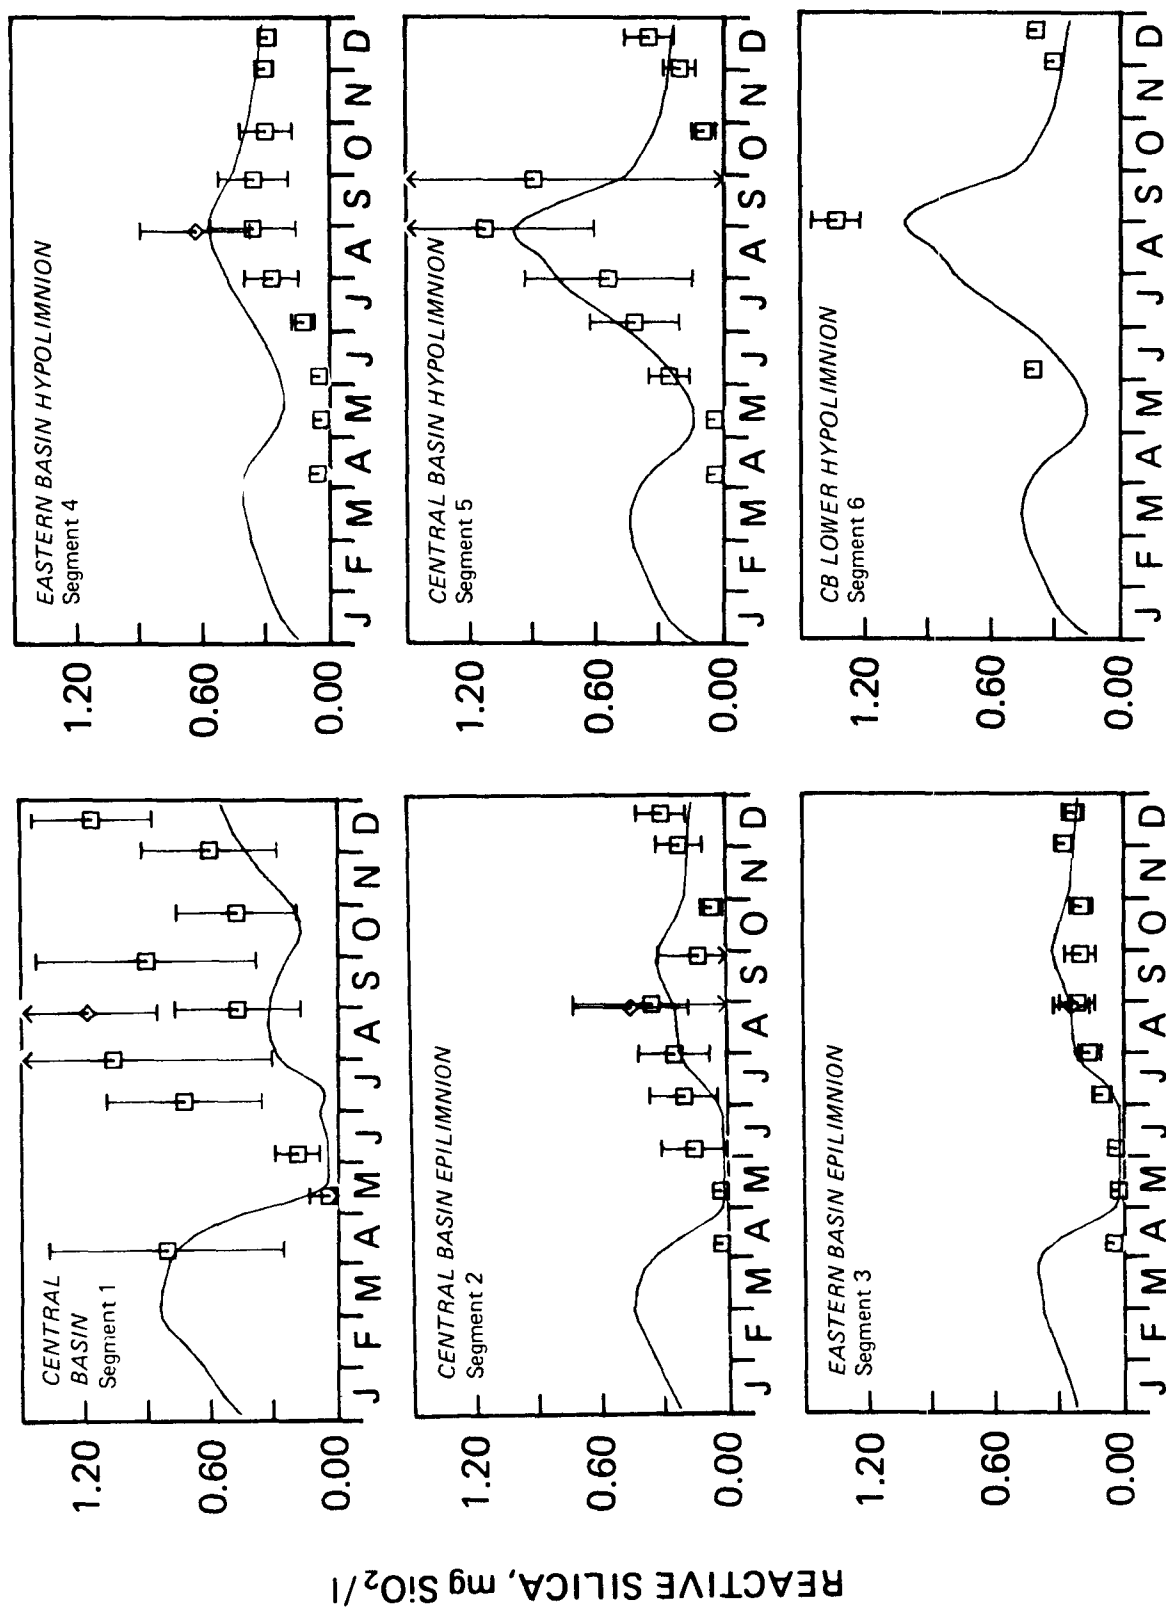 REACTIVE SILICA, mg SiO₂/l
CENTRAL
BASIN
Segment 1
1.20
0.60
0.00
J F M A M J J A S O N D
EASTERN BASIN HYPOLIMNION
Segment 4
1.20
0.60
0.00
J F M A M J J A S O N D
CENTRAL BASIN EPILIMNION
Segment 2
1.20
0.60
0.00
J F M A M J J A S O N D
CENTRAL BASIN HYPOLIMNION
Segment 5
1.20
0.60
0.00
J F M A M J J A S O N D
EASTERN BASIN EPILIMNION
Segment 3
1.20
0.60
0.00
J F M A M J J A S O N D
CB LOWER HYPOLIMNION
Segment 6
1.20
0.60
0.00
J F M A M J J A S O N D